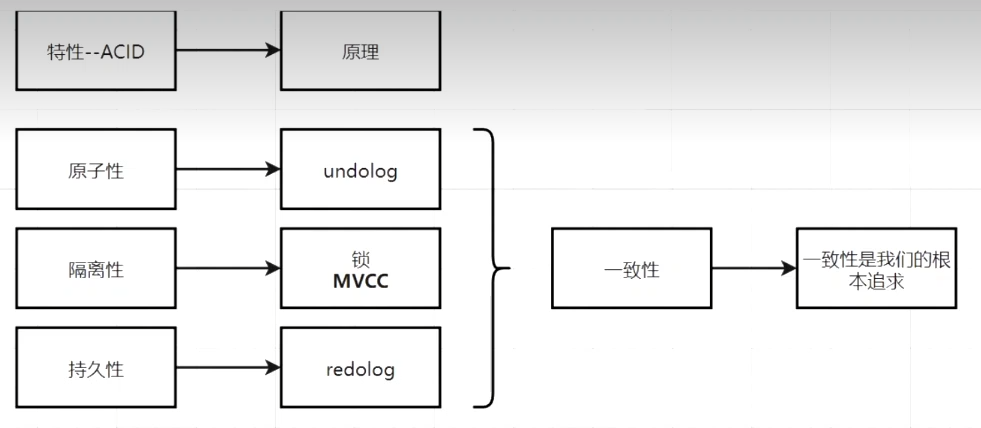 特性--ACID
原理
原子性
undolog
隔离性
锁
MVCC
持久性
redolog
一致性
一致性是我们的根
本追求